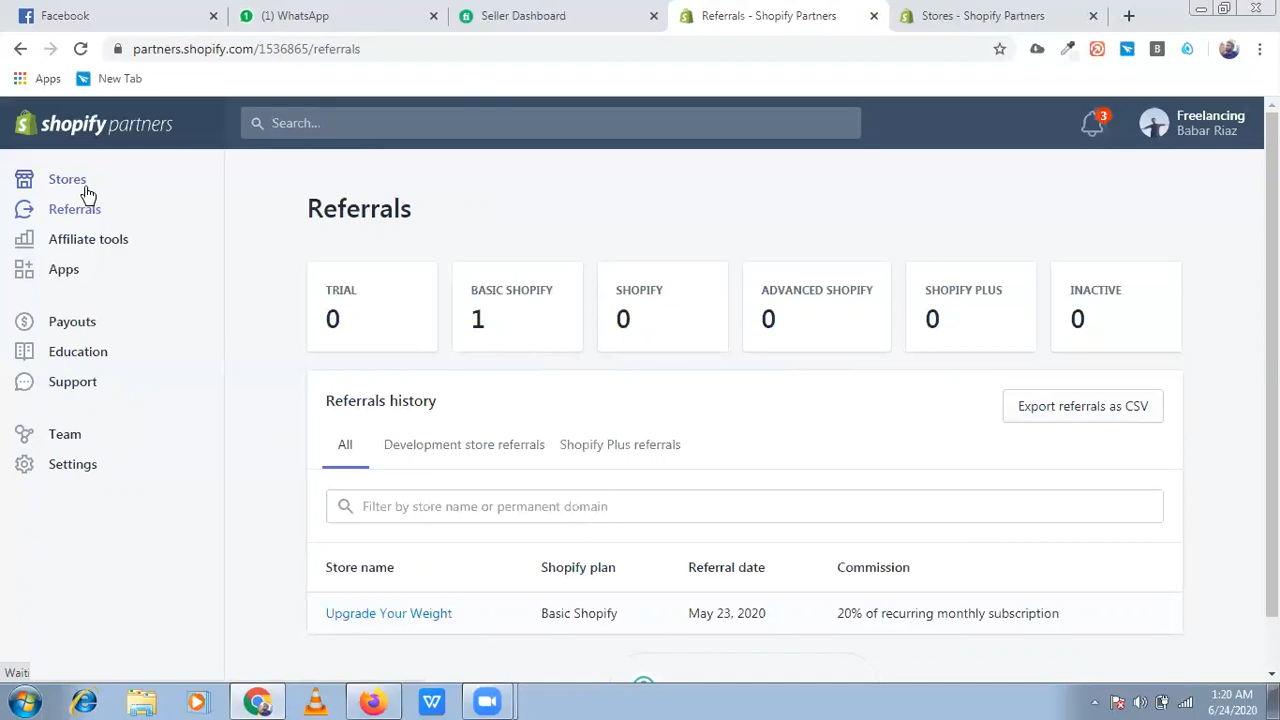 Facebook
(1) WhatsApp
Seller Dashboard
Referrals - Shopify Partners
Stores - Shopify Partners
partners.shopify.com/1536865/referrals
B
Apps
New Tab
shopify partners
Search...
3
Freelancing
Babar Riaz
Stores
Referrals
Affiliate tools
Apps
Payouts
Education
Support
Team
Settings
Referrals
TRIAL
0
BASIC SHOPIFY
1
SHOPIFY
0
ADVANCED SHOPIFY
0
SHOPIFY PLUS
0
INACTIVE
0
Referrals history
Export referrals as CSV
All
Development store referrals
Shopify Plus referrals
Filter by store name or permanent domain
Store name
Shopify plan
Referral date
Commission
Upgrade Your Weight
Basic Shopify
May 23, 2020
20% of recurring monthly subscription
Waiti
1:20 AM
6/24/2020